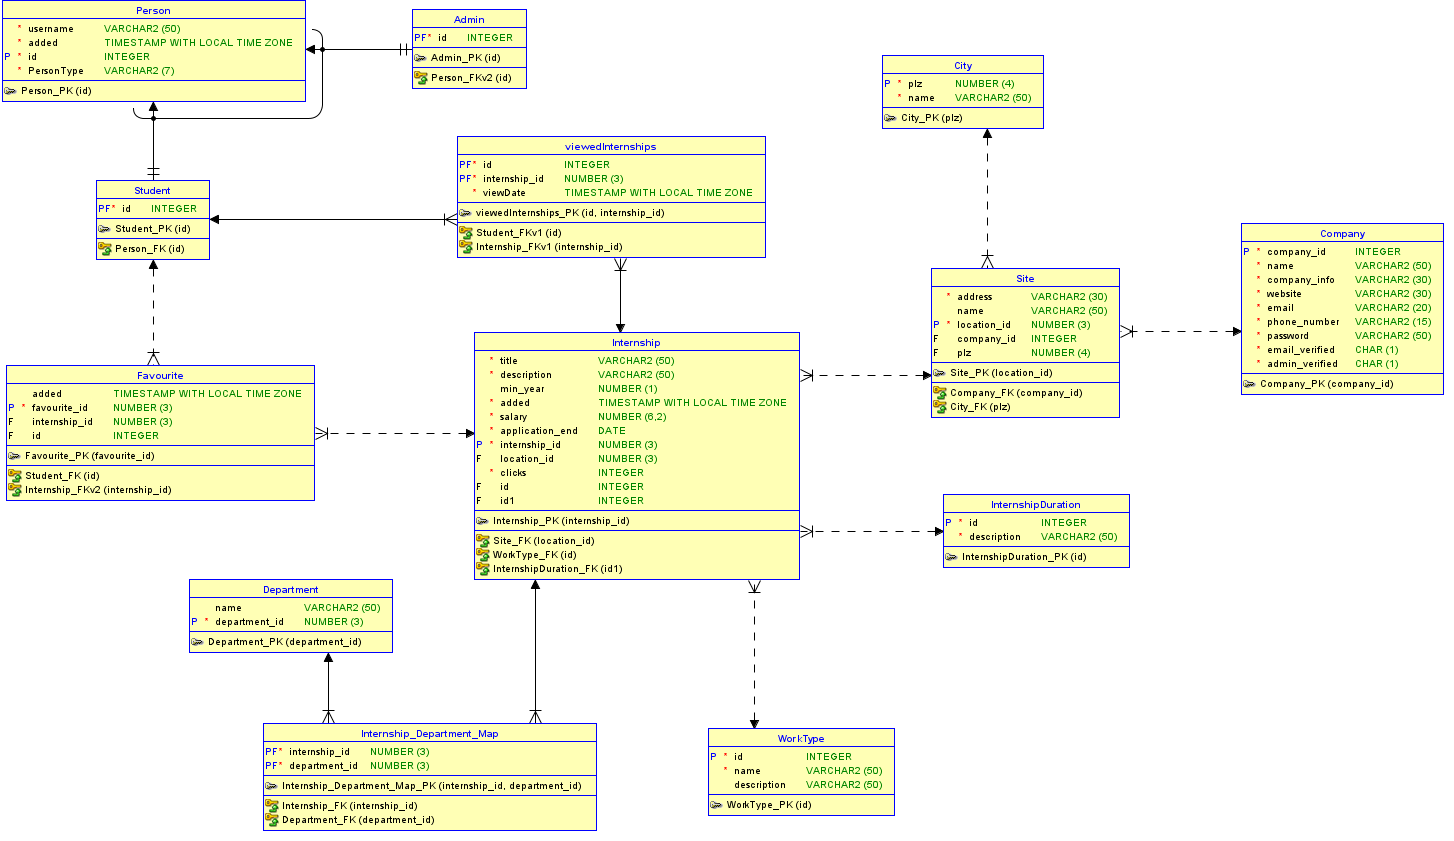 Person
* username VARCHAR2 (50)
* added TIMESTAMP WITH LOCAL TIME ZONE
P * id INTEGER
* PersonType VARCHAR2 (7)
Person_PK (id)
Admin
PF* id INTEGER
Admin_PK (id)
Person_FKv2 (id)
City
P * plz NUMBER (4)
* name VARCHAR2 (50)
City_PK (plz)
viewedInternships
PF* id INTEGER
PF* internship_id NUMBER (3)
* viewDate TIMESTAMP WITH LOCAL TIME ZONE
viewedInternships_PK (id, internship_id)
Student_FKv1 (id)
Internship_FKv1 (internship_id)
Student
PF* id INTEGER
Student_PK (id)
Person_FK (id)
Company
P * company_id INTEGER
* name VARCHAR2 (50)
* company_info VARCHAR2 (30)
* website VARCHAR2 (30)
* email VARCHAR2 (20)
* phone_number VARCHAR2 (15)
* password VARCHAR2 (50)
* email_verified CHAR (1)
* admin_verified CHAR (1)
Company_PK (company_id)
Site
* address VARCHAR2 (30)
name VARCHAR2 (50)
P * location_id NUMBER (3)
F company_id INTEGER
F plz NUMBER (4)
Site_PK (location_id)
Company_FK (company_id)
City_FK (plz)
Internship
* title VARCHAR2 (50)
* description VARCHAR2 (50)
min_year NUMBER (1)
* added TIMESTAMP WITH LOCAL TIME ZONE
* salary NUMBER (6,2)
* application_end DATE
P * internship_id NUMBER (3)
F location_id NUMBER (3)
* clicks INTEGER
F id INTEGER
F id1 INTEGER
Internship_PK (internship_id)
Site_FK (location_id)
WorkType_FK (id)
InternshipDuration_FK (id1)
Favourite
added TIMESTAMP WITH LOCAL TIME ZONE
P * favourite_id NUMBER (3)
F internship_id NUMBER (3)
F id INTEGER
Favourite_PK (favourite_id)
Student_FK (id)
Internship_FKv2 (internship_id)
InternshipDuration
P * id INTEGER
* description VARCHAR2 (50)
InternshipDuration_PK (id)
Department
name VARCHAR2 (50)
P * department_id NUMBER (3)
Department_PK (department_id)
Internship_Department_Map
PF* internship_id NUMBER (3)
PF* department_id NUMBER (3)
Internship_Department_Map_PK (internship_id, department_id)
Internship_FK (internship_id)
Department_FK (department_id)
WorkType
P * id INTEGER
* name VARCHAR2 (50)
description VARCHAR2 (50)
WorkType_PK (id)